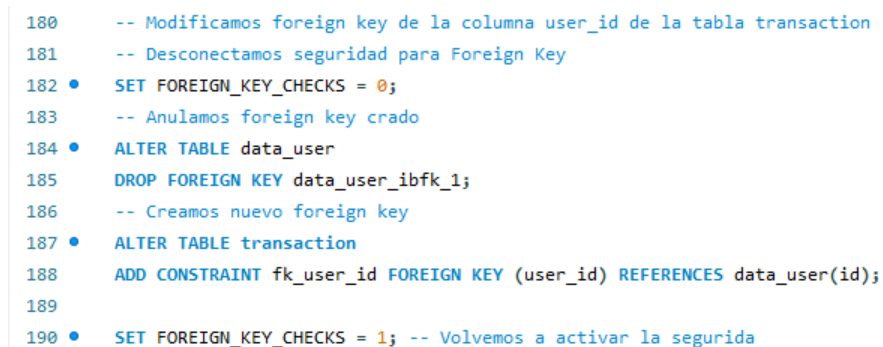 180 -- Modificamos foreign key de la columna user_id de la tabla transaction
181 -- Desconectamos seguridad para Foreign Key
182 SET FOREIGN_KEY_CHECKS = 0;
183 -- Anulamos foreign key crado
184 ALTER TABLE data_user
185 DROP FOREIGN KEY data_user_ibfk_1;
186 -- Creamos nuevo foreign key
187 ALTER TABLE transaction
188 ADD CONSTRAINT fk_user_id FOREIGN KEY (user_id) REFERENCES data_user(id);
189
190 SET FOREIGN_KEY_CHECKS = 1; -- Volvemos a activar la segurida